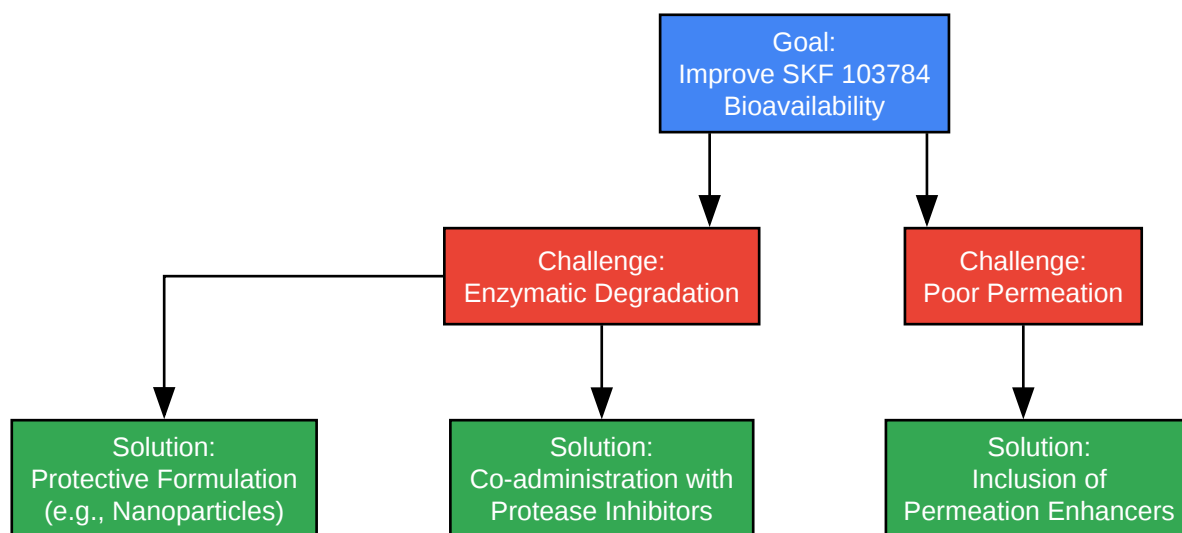 Goal:
Improve SKF 103784
Bioavailability
Challenge:
Enzymatic Degradation
Challenge:
Poor Permeation
Solution:
Protective Formulation
(e.g., Nanoparticles)
Solution:
Co-administration with
Protease Inhibitors
Solution:
Inclusion of
Permeation Enhancers